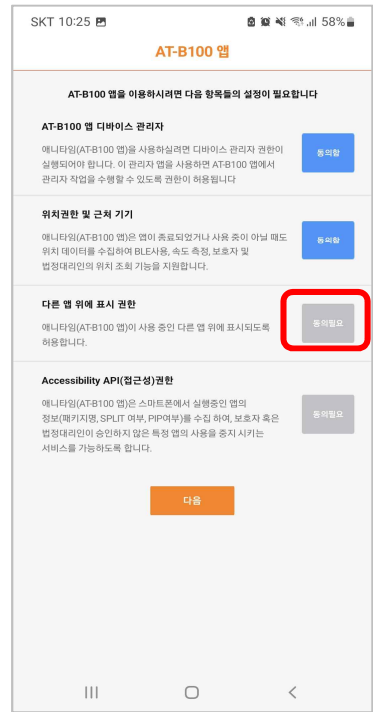 SKT 10:25 58%
AT-B100 앱
AT-B100 앱을 이용하시려면 다음 항목들의 설정이 필요합니다
AT-B100 앱 디바이스 관리자
애니타임(AT-B100 앱)을 사용하실려면 디바이스 관리자 권한이
실행되어야 합니다. 이 관리자 앱을 사용하면 AT-B100 앱에서
관리자 작업을 수행할 수 있도록 권한이 허용됩니다
동의함
위치권한 및 근처 기기
애니타임(AT-B100 앱)은 앱이 종료되었거나 사용 중이 아닐 때도
위치 데이터를 수집하여 BLE사용, 속도 측정, 보호자 및
법정대리인의 위치 조회 기능을 지원합니다.
동의함
다른 앱 위에 표시 권한
애니타임(AT-B100 앱)이 사용 중인 다른 앱 위에 표시되도록
허용합니다.
동의필요
Accessibility API(접근성)권한
애니타임(AT-B100 앱)은 스마트폰에서 실행중인 앱의
정보(패키지명, SPLIT 여부, PIP여부)를 수집 하여, 보호자 혹은
법정대리인이 승인하지 않은 특정 앱의 사용을 중지 시키는
서비스를 가능하도록 합니다.
동의필요
다음